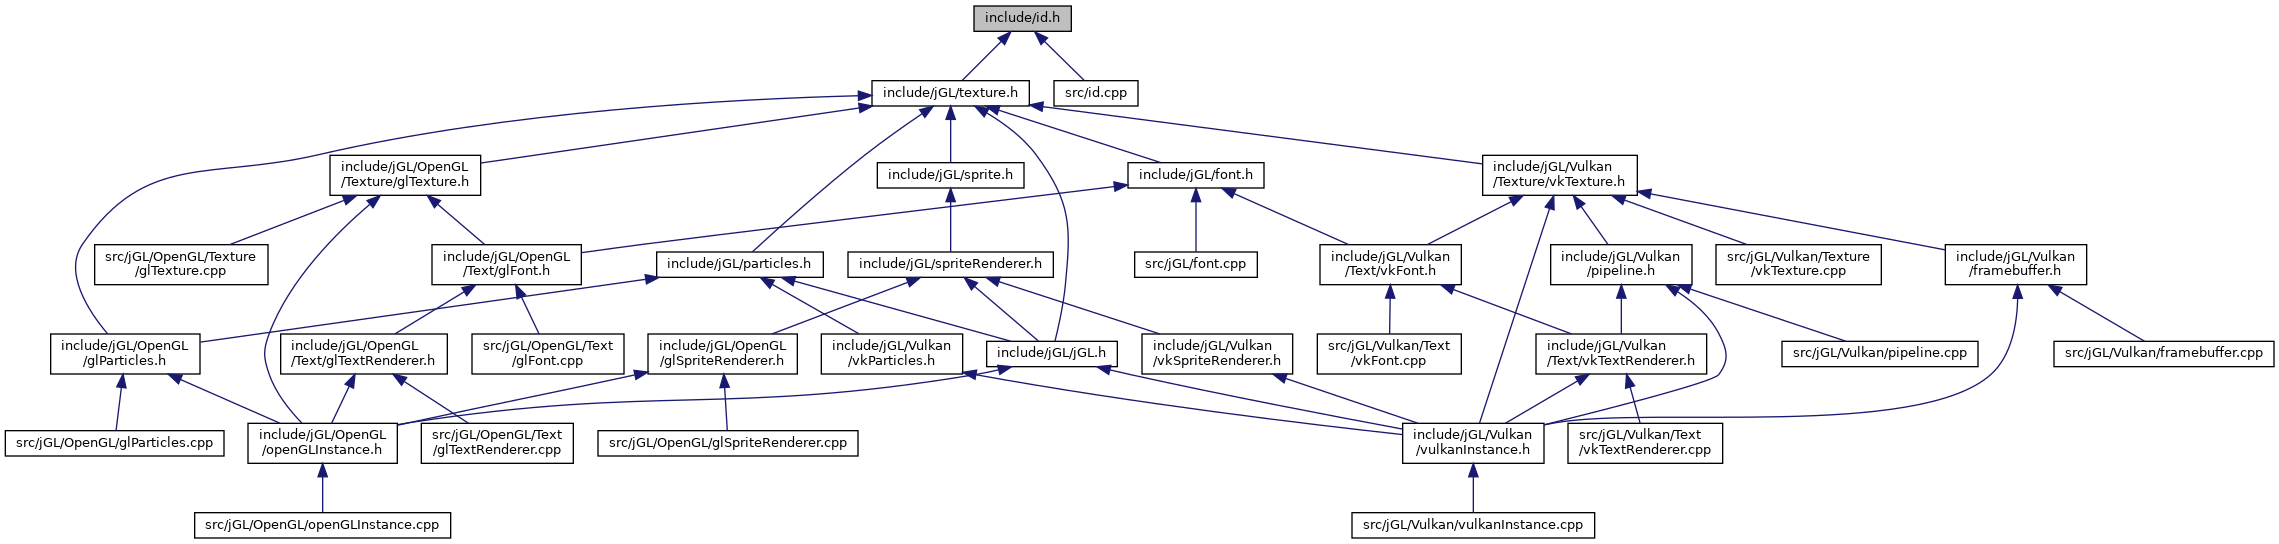 include/id.h
include/jGL/texture.h
src/id.cpp
include/jGL/OpenGL
/Texture/glTexture.h
include/jGL/sprite.h
include/jGL/font.h
include/jGL/Vulkan
/Texture/vkTexture.h
src/jGL/OpenGL/Texture
/glTexture.cpp
include/jGL/OpenGL
/Text/glFont.h
include/jGL/particles.h
include/jGL/spriteRenderer.h
src/jGL/font.cpp
include/jGL/Vulkan
/Text/vkFont.h
include/jGL/Vulkan
/pipeline.h
src/jGL/Vulkan/Texture
/vkTexture.cpp
include/jGL/Vulkan
/framebuffer.h
include/jGL/OpenGL
/glParticles.h
include/jGL/OpenGL
/Text/glTextRenderer.h
src/jGL/OpenGL/Text
/glFont.cpp
include/jGL/OpenGL
/glSpriteRenderer.h
include/jGL/Vulkan
/vkParticles.h
include/jGL/jGL.h
include/jGL/Vulkan
/vkSpriteRenderer.h
src/jGL/Vulkan/Text
/vkFont.cpp
include/jGL/Vulkan
/Text/vkTextRenderer.h
src/jGL/Vulkan/pipeline.cpp
src/jGL/Vulkan/framebuffer.cpp
src/jGL/OpenGL/glParticles.cpp
include/jGL/OpenGL
/openGLInstance.h
src/jGL/OpenGL/Text
/glTextRenderer.cpp
src/jGL/OpenGL/glSpriteRenderer.cpp
include/jGL/Vulkan
/vulkanInstance.h
src/jGL/Vulkan/Text
/vkTextRenderer.cpp
src/jGL/OpenGL/openGLInstance.cpp
src/jGL/Vulkan/vulkanInstance.cpp